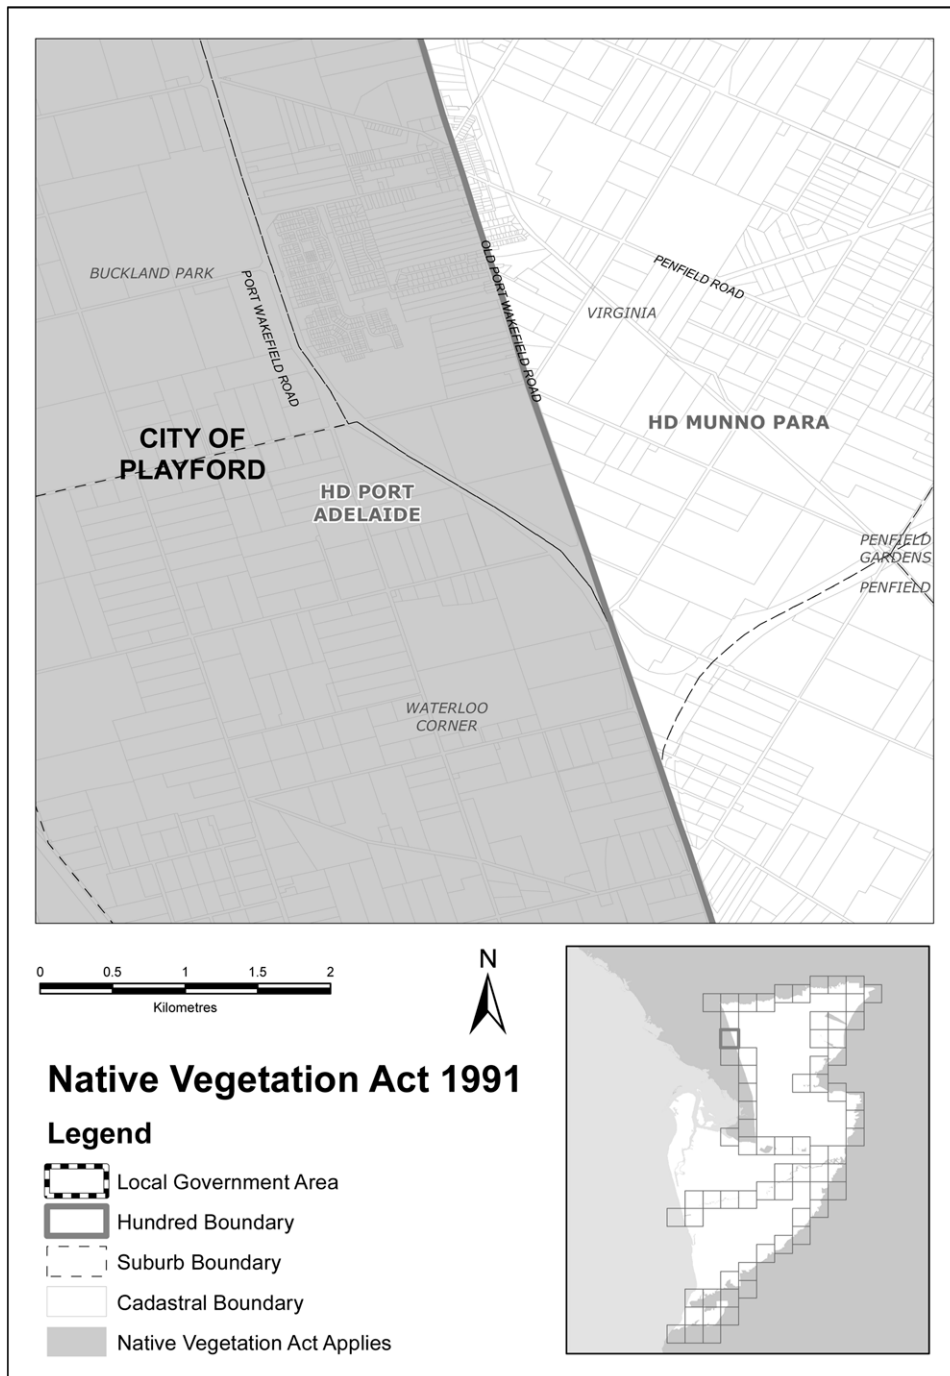 OLD PORT WAKEFIELD ROAD
PENFIELD ROAD
BUCKLAND PARK
PORT WAKEFIELD ROAD
VIRGINIA
HD MUNNO PARA
CITY OF
PLAYFORD
HD PORT
ADELAIDE
PENFIELD
GARDENS
PENFIELD
WATERLOO
CORNER
0 0.5 1 1.5 2
Kilometres
N
Native Vegetation Act 1991
Legend
Local Government Area
Hundred Boundary
Suburb Boundary
Cadastral Boundary
Native Vegetation Act Applies